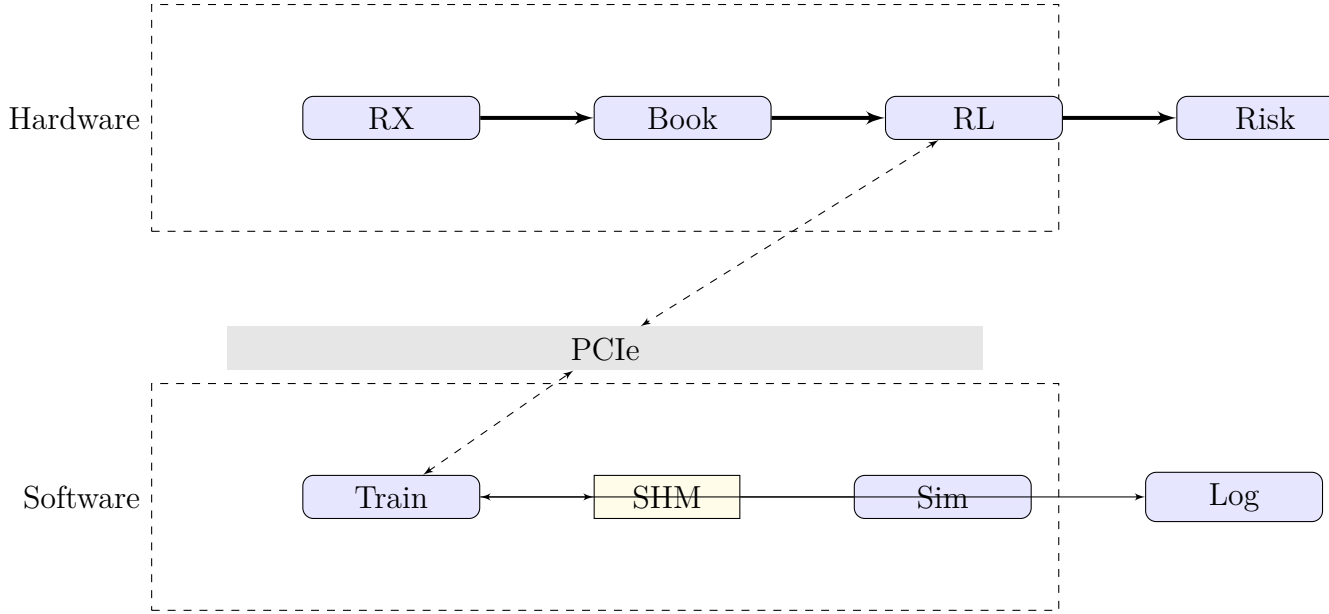 Hardware
RX
Book
RL
Risk
PCIe
Software
Train
SHM
Sim
Log